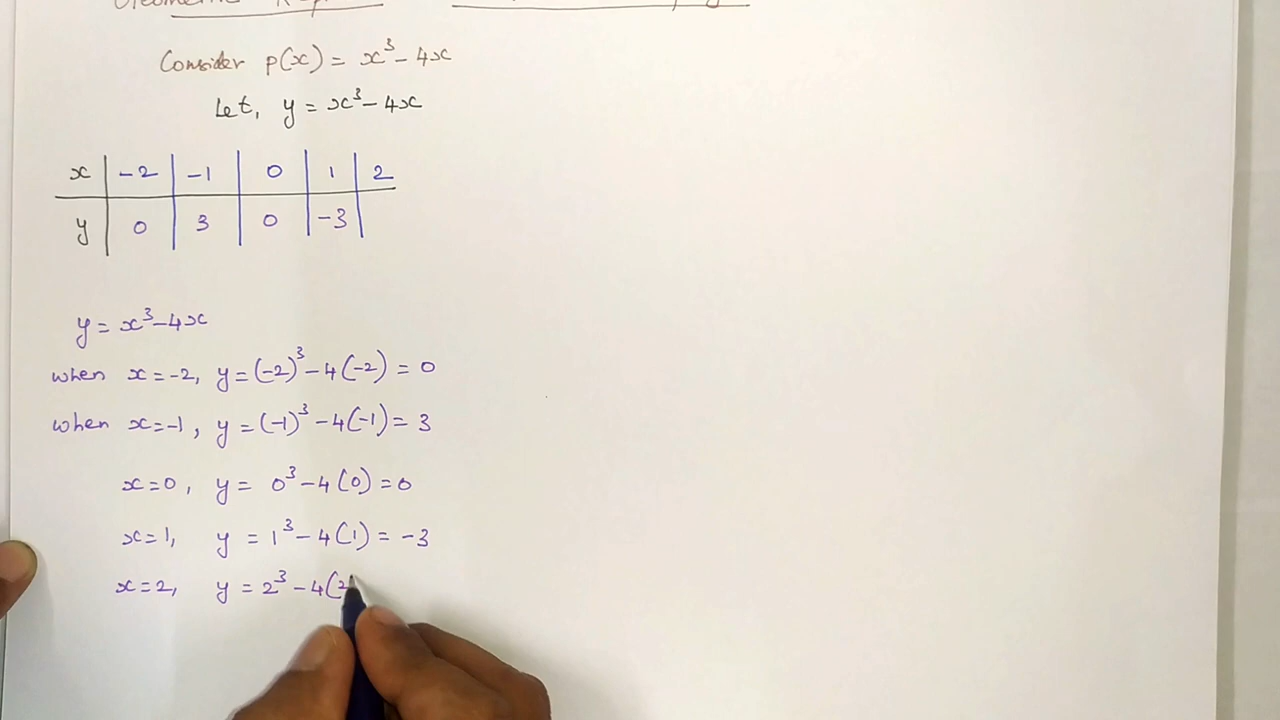 Consider p(x) = x³ - 4x
Let, y = x³ - 4x
x | -2 | -1 | 0 | 1 | 2
y | 0 | 3 | 0 | -3 |
y = x³ - 4x
when x = -2, y = (-2)³ - 4(-2) = 0
when x = -1, y = (-1)³ - 4(-1) = 3
x = 0, y = 0³ - 4(0) = 0
x = 1, y = 1³ - 4(1) = -3
x = 2, y = 2³ - 4(2